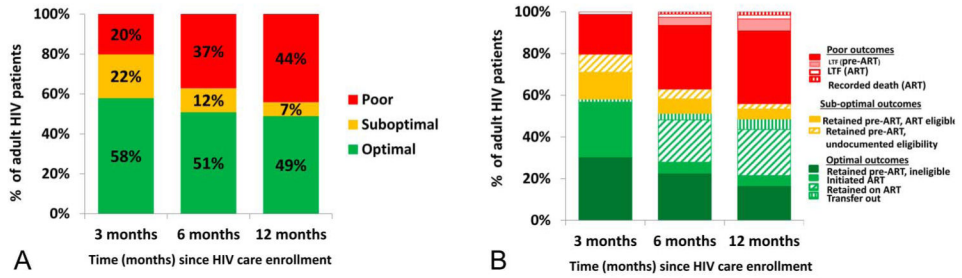 100%
80%
60%
40%
20%
0%
% of adult HIV patients
20%
22%
58%
37%
12%
51%
44%
7%
49%
3 months
6 months
12 months
Time (months) since HIV care enrollment
Poor
Suboptimal
Optimal
A
100%
80%
60%
40%
20%
0%
% of adult HIV patients
3 months
6 months
12 months
Time (months) since HIV care enrollment
Poor outcomes
LTF (pre-ART)
LTF (ART)
Recorded death (ART)
Sub-optimal outcomes
Retained pre-ART, ART eligible
Retained pre-ART,
undocumented eligibility
Optimal outcomes
Retained pre-ART, ineligible
Initiated ART
Retained on ART
Transfer out
B